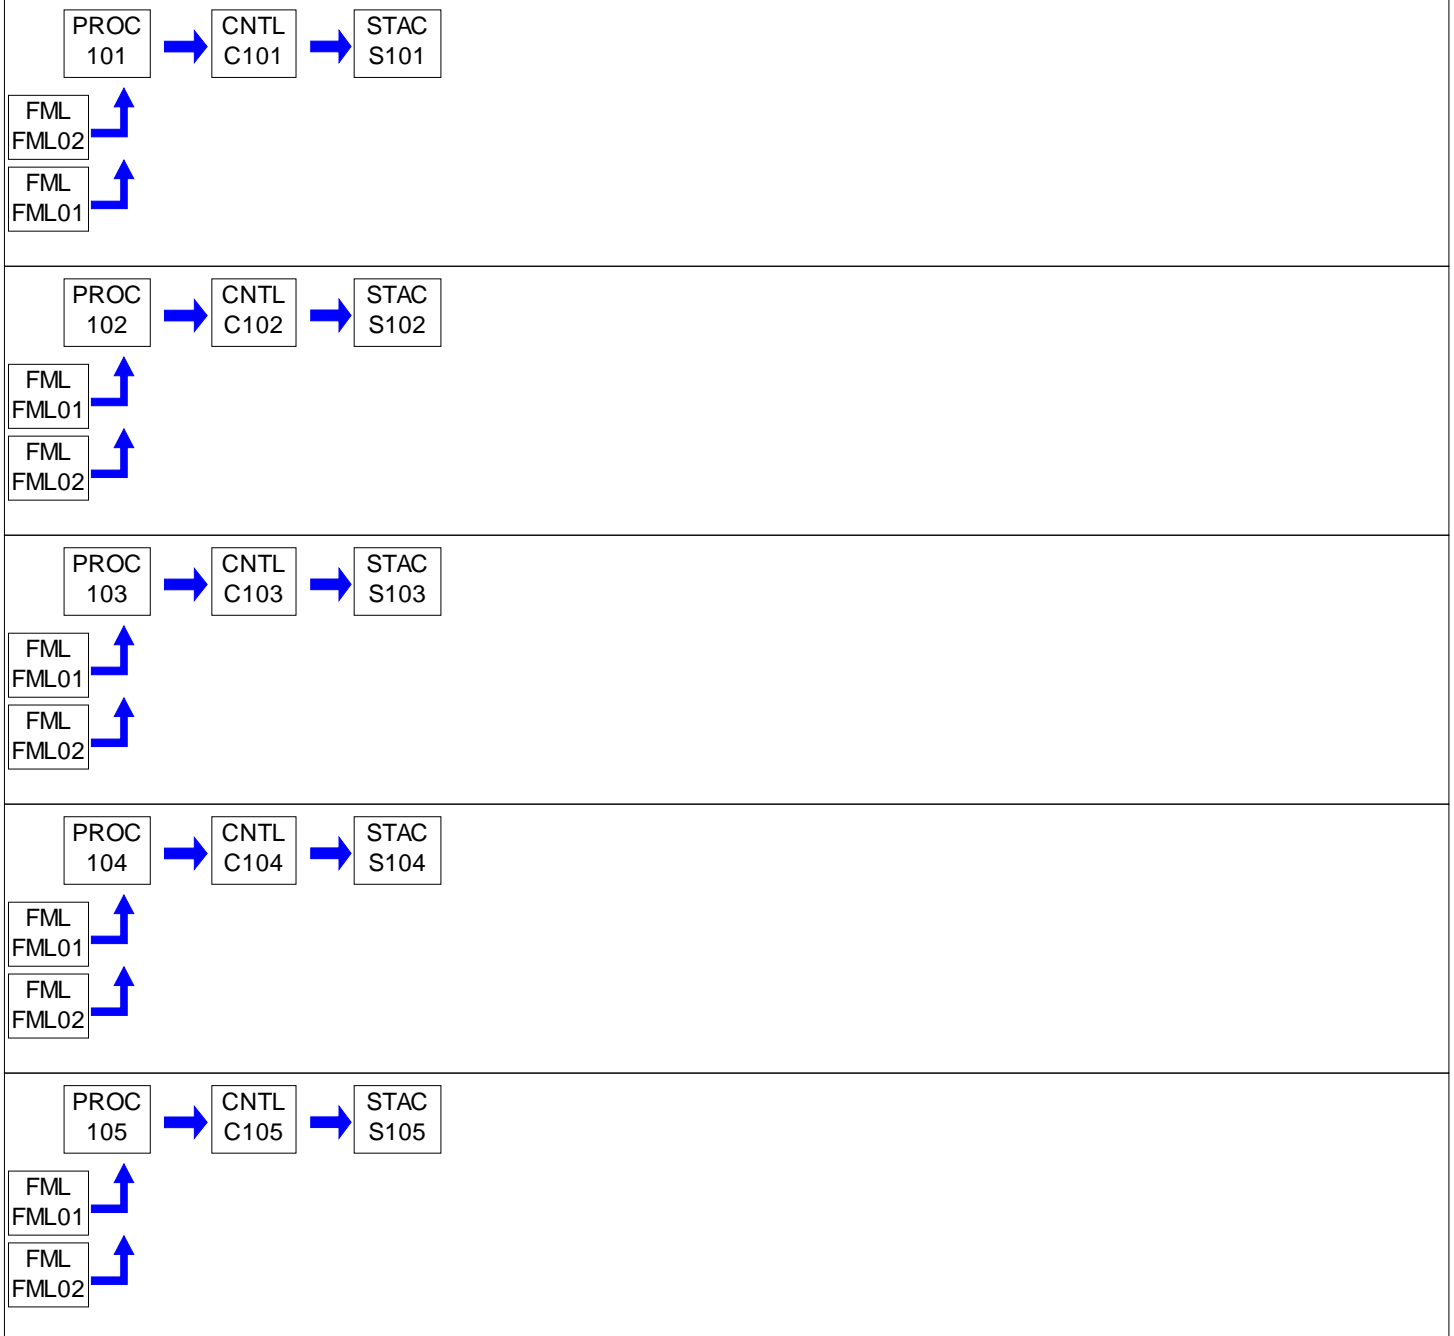 PROC
101
CNTL
C101
STAC
S101
FML
FML02
FML
FML01
PROC
102
CNTL
C102
STAC
S102
FML
FML01
FML
FML02
PROC
103
CNTL
C103
STAC
S103
FML
FML01
FML
FML02
PROC
104
CNTL
C104
STAC
S104
FML
FML01
FML
FML02
PROC
105
CNTL
C105
STAC
S105
FML
FML01
FML
FML02